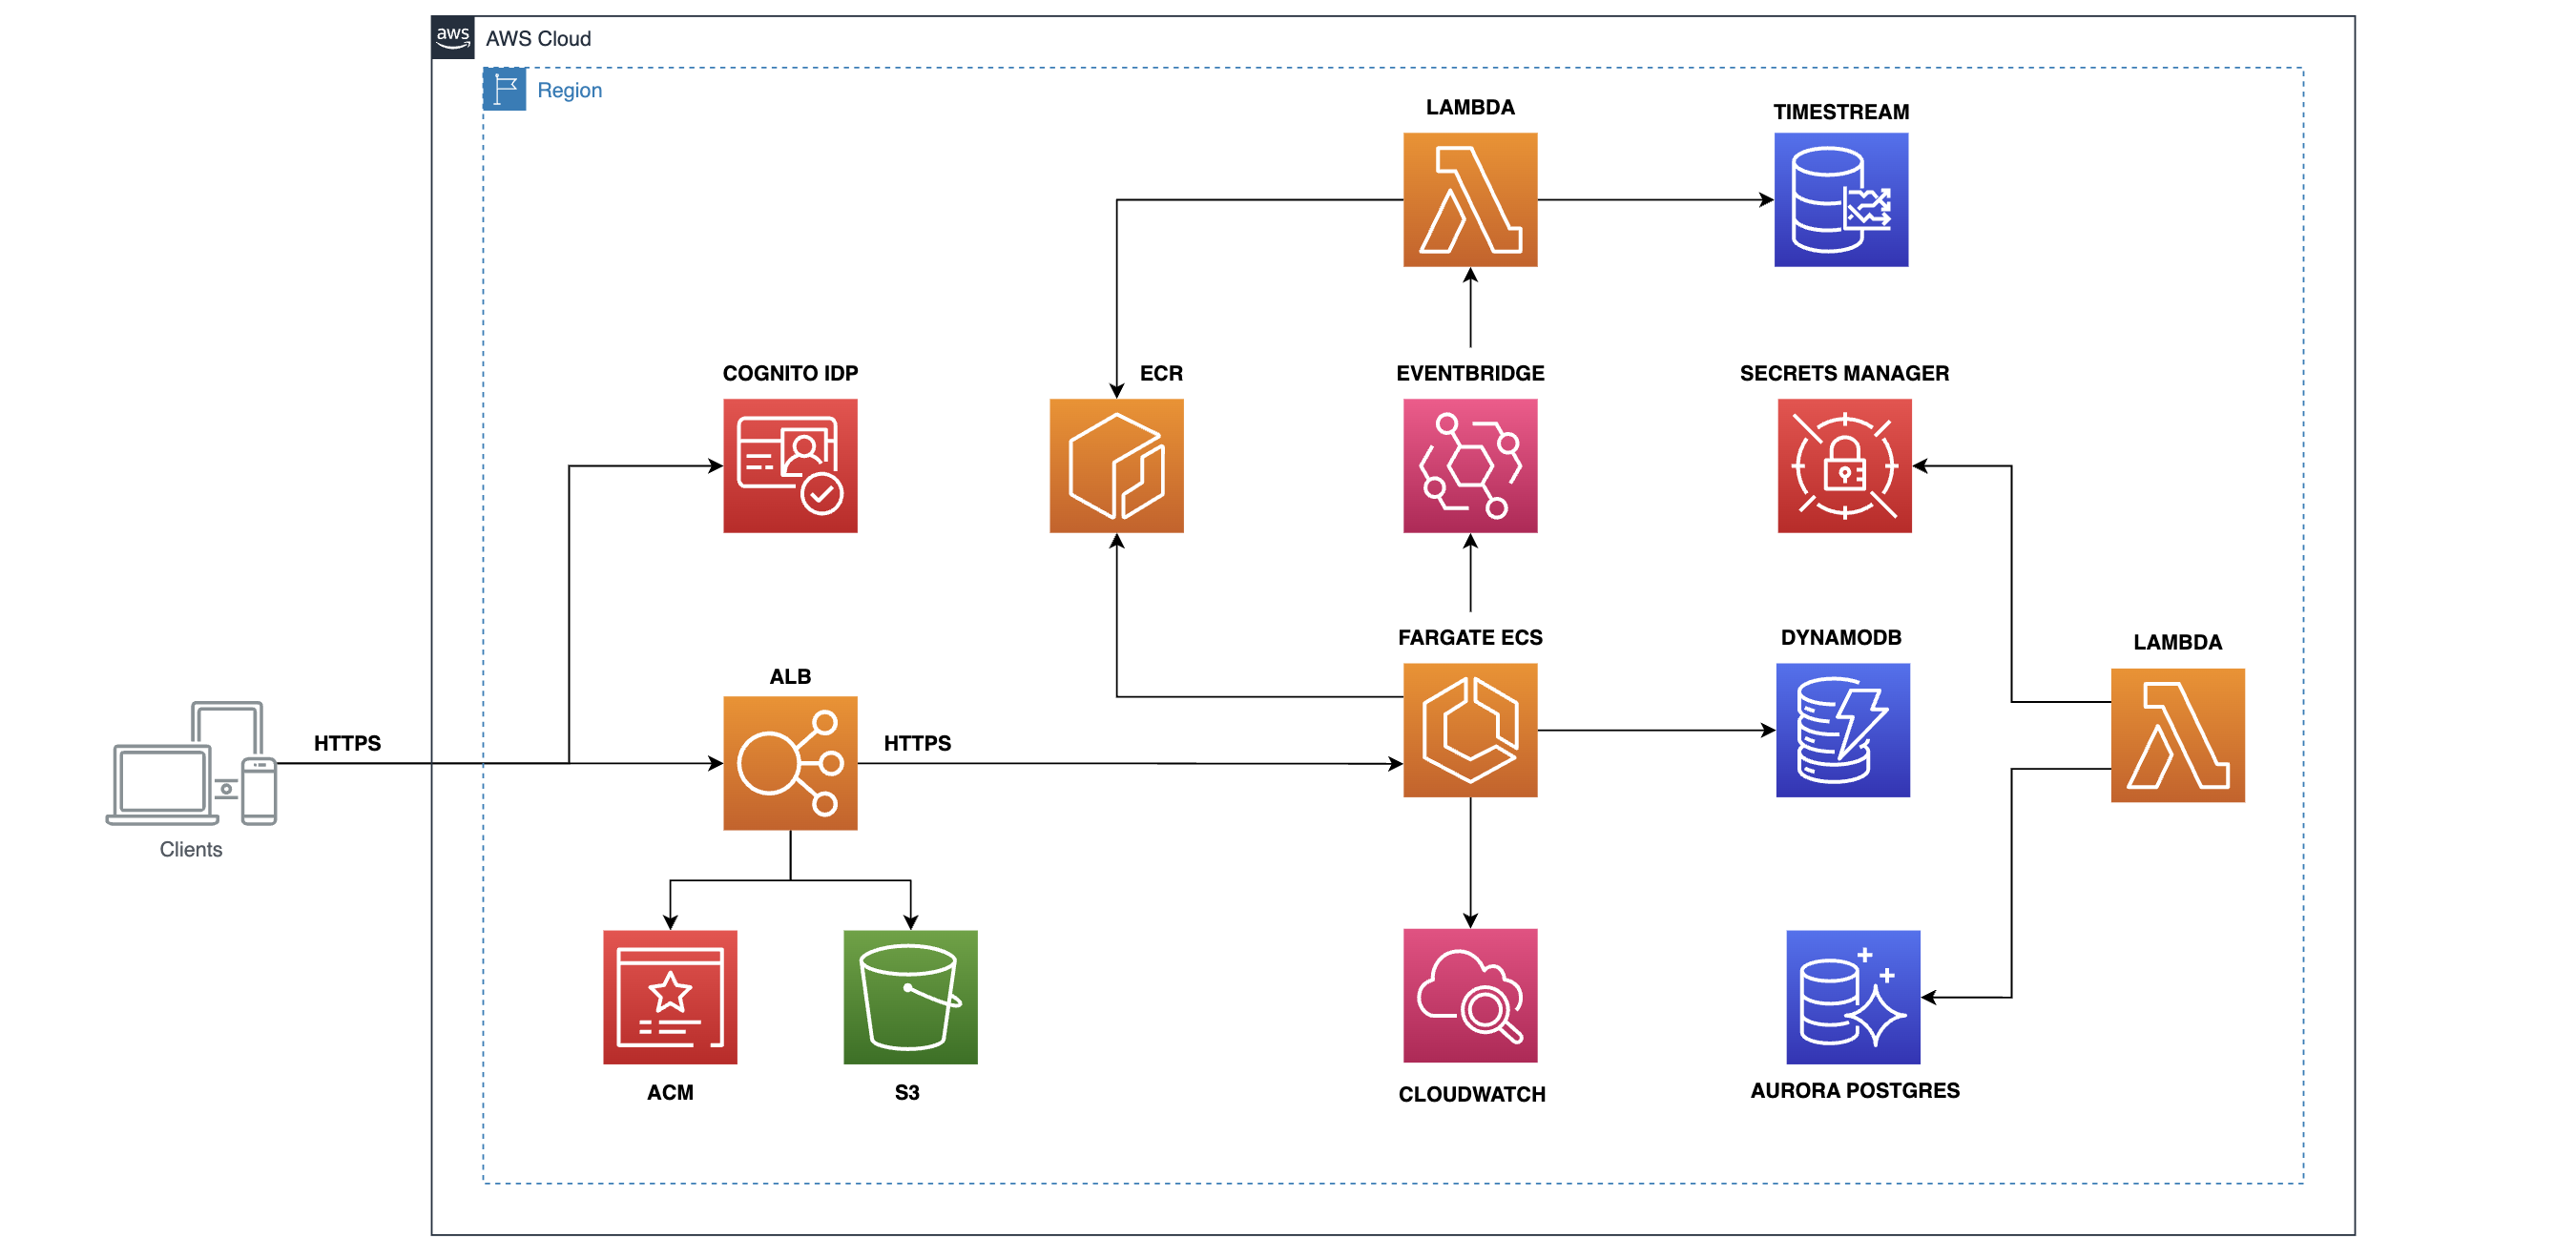 aws
AWS Cloud
Region
LAMBDA
TIMESTREAM
COGNITO IDP
ECR
EVENTBRIDGE
SECRETS MANAGER
FARGATE ECS
DYNAMODB
LAMBDA
ALB
HTTPS
HTTPS
Clients
ACM
S3
CLOUDWATCH
AURORA POSTGRES